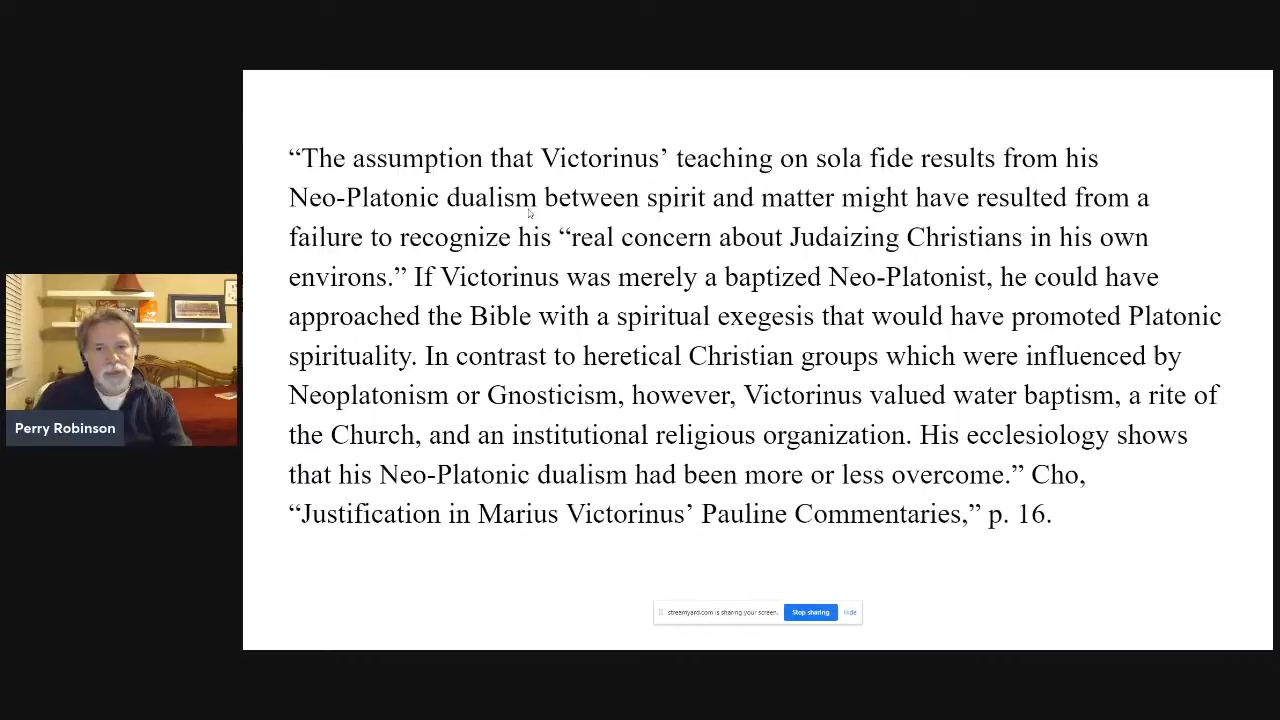 “The assumption that Victorinus’ teaching on sola fide results from his
Neo-Platonic dualism between spirit and matter might have resulted from a
failure to recognize his “real concern about Judaizing Christians in his own
environs.” If Victorinus was merely a baptized Neo-Platonist, he could have
approached the Bible with a spiritual exegesis that would have promoted Platonic
spirituality. In contrast to heretical Christian groups which were influenced by
Neoplatonism or Gnosticism, however, Victorinus valued water baptism, a rite of
the Church, and an institutional religious organization. His ecclesiology shows
that his Neo-Platonic dualism had been more or less overcome.” Cho,
“Justification in Marius Victorinus’ Pauline Commentaries,” p. 16.
Perry Robinson
streamyard.com is sharing your screen.
Stop sharing
Hide